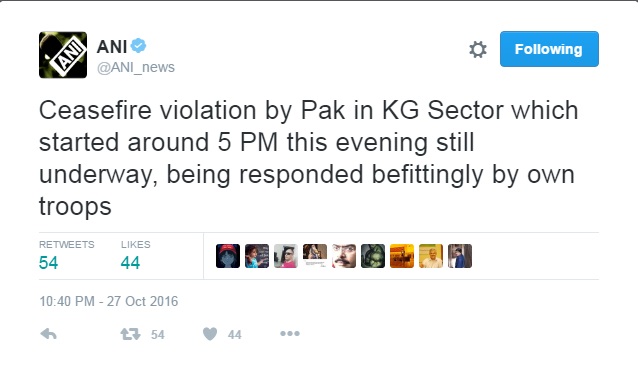 ANI
ANI
@ANI_news
Following
Ceasefire violation by Pak in KG Sector which
started around 5 PM this evening still
underway, being responded befittingly by own
troops
RETWEETS
54
LIKES
44
10:40 PM - 27 Oct 2016
54
44